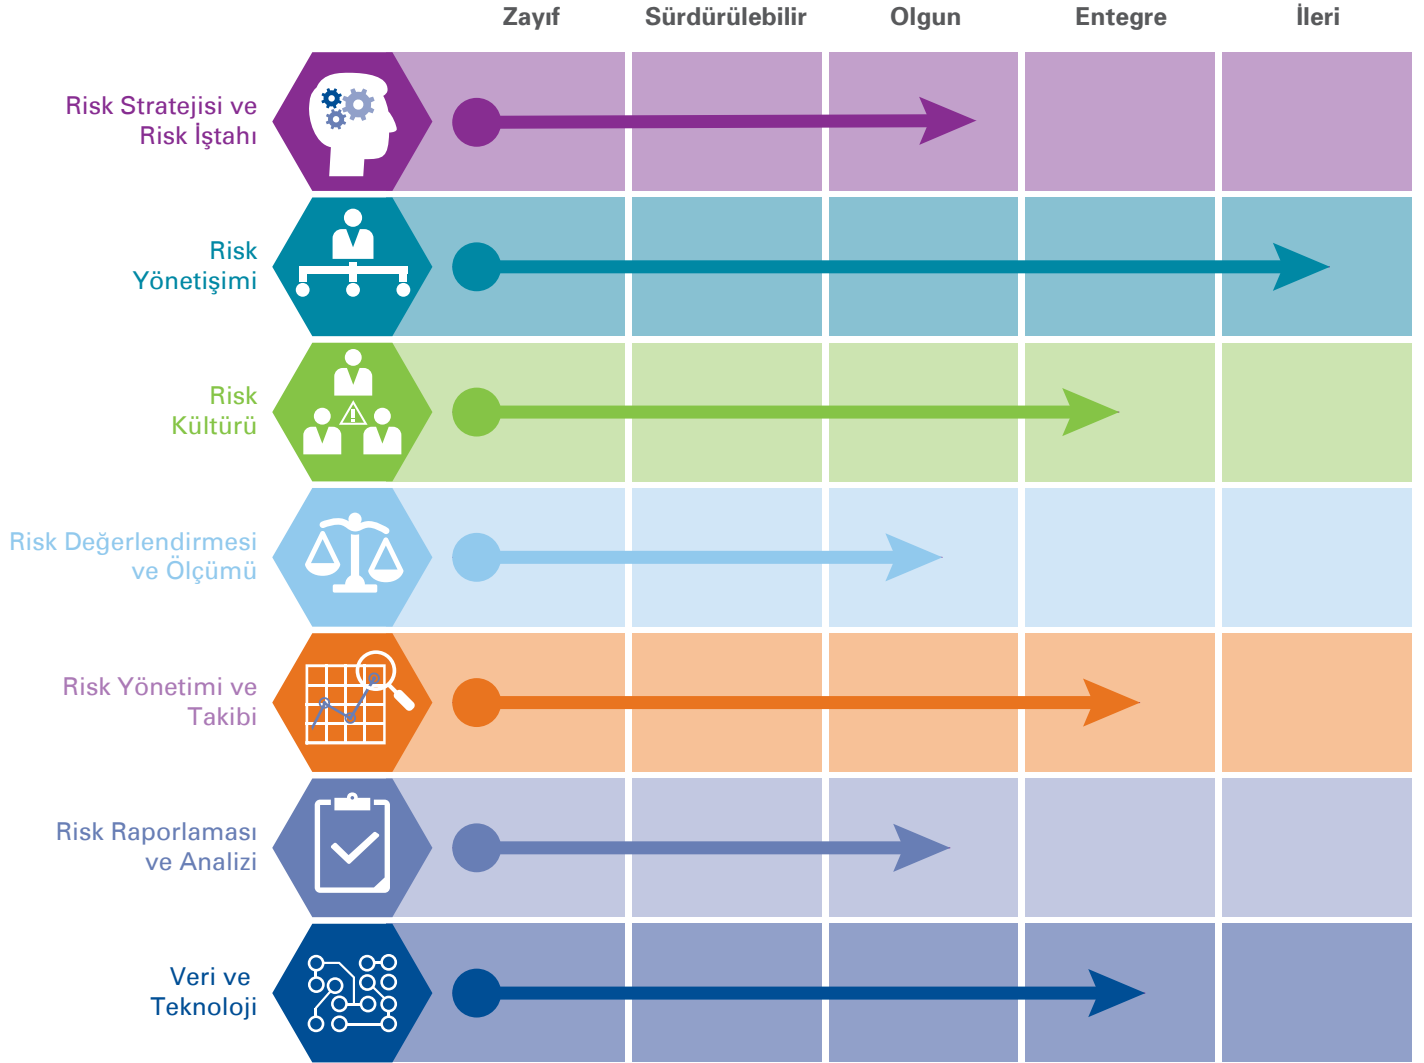 Zayıf Sürdürülebilir Olgun Entegre İleri
Risk Stratejisi ve
Risk İştahı
Risk
Yönetişimi
Risk
Kültürü
Risk Değerlendirmesi
ve Ölçümü
Risk Yönetimi ve
Takibi
Risk Raporlaması
ve Analizi
Veri ve
Teknoloji